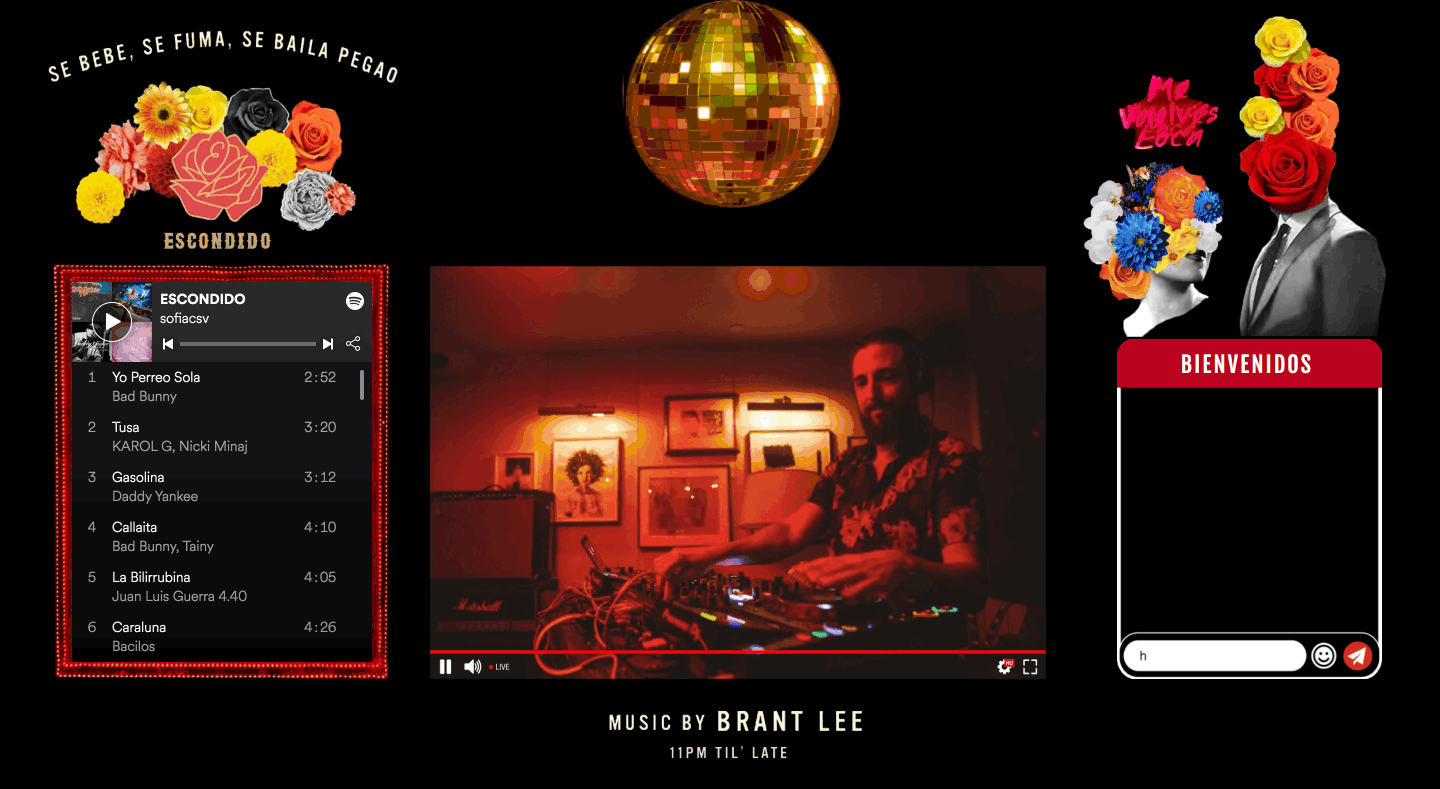 SE BEBE, SE FUMA, SE BAILA PEGAO
ESCONDIDO
Me
Vuelves
Loca
ESCONDIDO
sofiacsv
1 Yo Perreo Sola 2:52
Bad Bunny
2 Tusa 3:20
KAROL G, Nicki Minaj
3 Gasolina 3:12
Daddy Yankee
4 Callaita 4:10
Bad Bunny, Tainy
5 La Bilirrubina 4:05
Juan Luis Guerra 4.40
6 Caraluna 4:26
Bacilos
Marshall
LIVE
HD
BIENVENIDOS
h
MUSIC BY BRANT LEE
11PM TIL' LATE